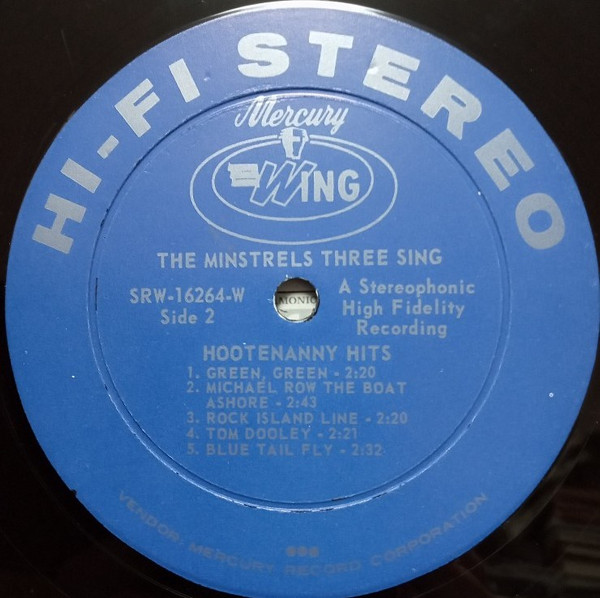 HI-FI STEREO
Mercury
WING
THE MINSTRELS THREE SING
SRW-16264-W
Side 2
A Stereophonic
High Fidelity
Recording
MONIC
HOOTENANNY HITS
1. GREEN, GREEN - 2:20
2. MICHAEL ROW THE BOAT
ASHORE - 2:43
3. ROCK ISLAND LINE - 2:20
4. TOM DOOLEY - 2:21
5. BLUE TAIL FLY - 2:32
VENDOR: MERCURY RECORD CORPORATION